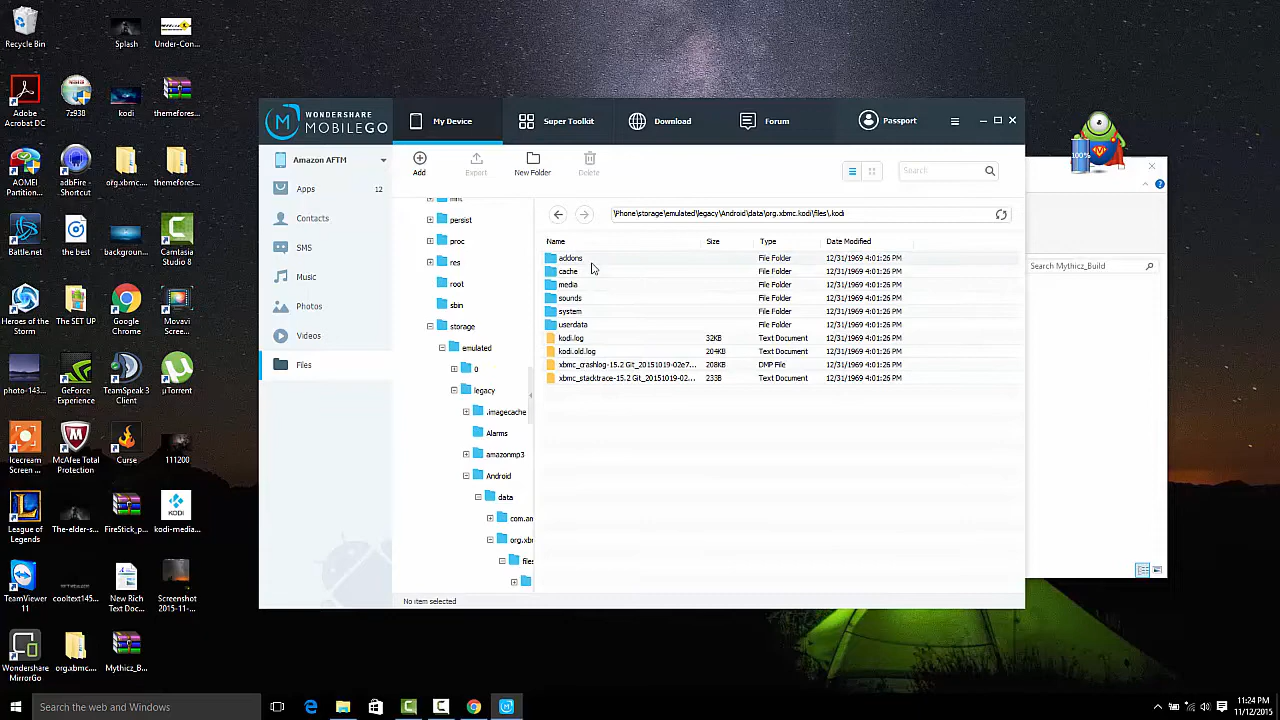 Recycle Bin
Splash
Under-Con...
Adobe
Acrobat DC
7z938
kodi
themefores...
AOMEI
Partition...
adbFire -
Shortcut
org.xbmc....
themefores...
Battle.net
the best
backgroun...
Camtasia
Studio 8
Heroes of the
Storm
The SET UP
Google
Chrome
Movavi
Screen ...
photo-143...
GeForce
Experience
TeamSpeak 3
Client
µTorrent
Icecream
Screen ...
McAfee Total
Protection
Curse
111200
League of
Legends
The-elder-s...
FireStick_p...
kodi-media...
TeamViewer
11
cooltext145...
New Rich
Text Doc...
Screenshot
2015-11-...
Wondershare
MirrorGo
org.xbmc....
Mythicz_B...
WONDERSHARE
MOBILEGO
My Device
Super Toolkit
Download
Forum
Passport
Amazon AFTM
Apps 12
Contacts
SMS
Music
Photos
Videos
Files
Add
Export
New Folder
Delete
Search
persist
proc
res
root
sbin
storage
emulated
0
legacy
.imagecache
Alarms
amazonmp3
Android
data
com.an
org.xb
files
\Phone\storage\emulated\legacy\Android\data\org.xbmc.kodi\files\.kodi
Name Size Type Date Modified
addons File Folder 12/31/1969 4:01:26 PM
cache File Folder 12/31/1969 4:01:26 PM
media File Folder 12/31/1969 4:01:26 PM
sounds File Folder 12/31/1969 4:01:26 PM
system File Folder 12/31/1969 4:01:26 PM
userdata File Folder 12/31/1969 4:01:26 PM
kodi.log 32KB Text Document 12/31/1969 4:01:26 PM
kodi.old.log 204KB Text Document 12/31/1969 4:01:26 PM
xbmc_crashlog-15.2 Git_20151019-02e7... 208KB DMP File 12/31/1969 4:01:26 PM
xbmc_stacktrace-15.2 Git_20151019-02... 233B Text Document 12/31/1969 4:01:26 PM
No item selected
100%
Search Mythicz_Build
Search the web and Windows
11:24 PM
11/12/2015